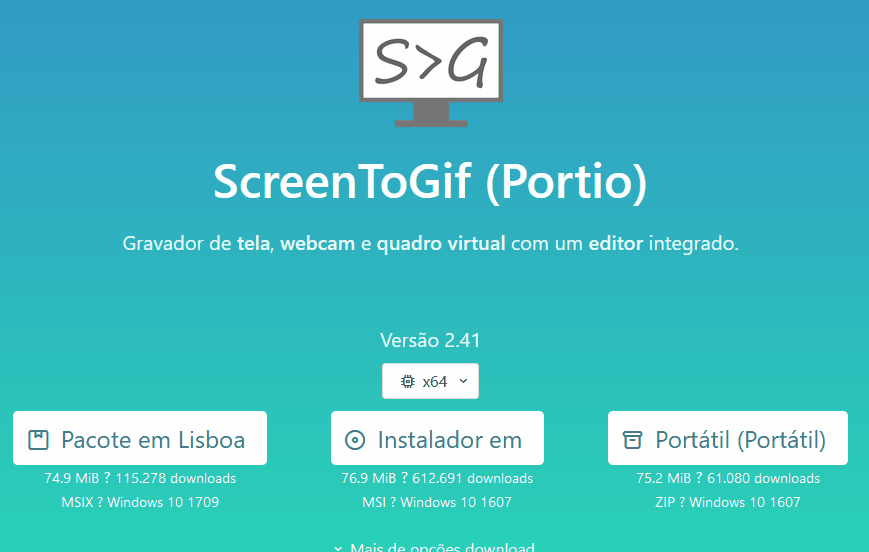 S>G
ScreenToGif (Portio)
Gravador de tela, webcam e quadro virtual com um editor integrado.
Versão 2.41
x64
Pacote em Lisboa
74.9 MiB ? 115.278 downloads
MSIX ? Windows 10 1709
Instalador em
76.9 MiB ? 612.691 downloads
MSI ? Windows 10 1607
Portátil (Portátil)
75.2 MiB ? 61.080 downloads
ZIP ? Windows 10 1607
Mais de opções download